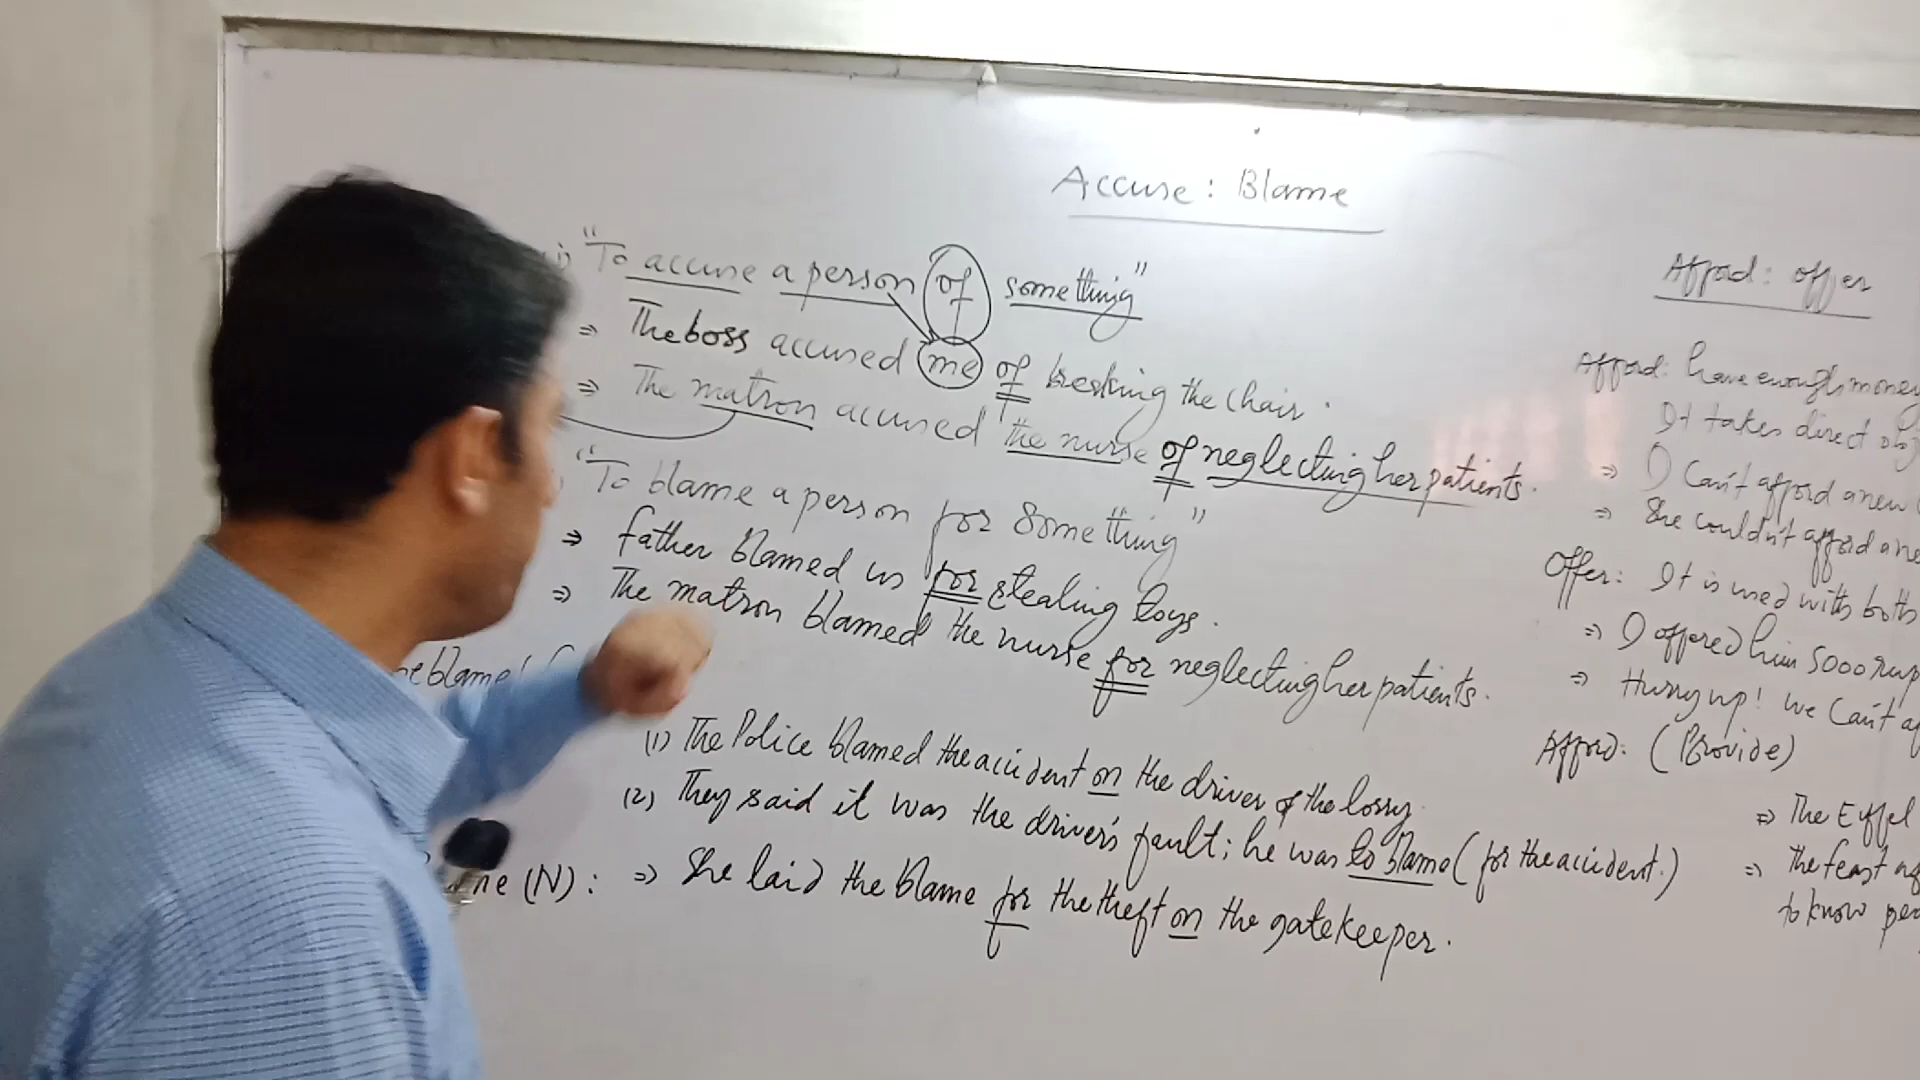 Accuse: Blame
i) "To accuse a person of something"
⇒ The boss accused me of breaking the chair.
⇒ The matron accused the nurse of neglecting her patients.
"To blame a person for something"
⇒ father blamed us for stealing toys.
⇒ The matron blamed the nurse for neglecting her patients.
blame
(1) The Police blamed the accident on the driver of the lorry.
(2) They said it was the driver's fault; he was to blame (for the accident.)
(N): ⇒ She laid the blame for the theft on the gatekeeper.
Afford: offer
Afford: have enough money
It takes direct obj
⇒ I can't afford a new
⇒ She couldn't afford a ne
Offer: It is used with both
⇒ I offered him 5000 rup
⇒ Hurry up! we can't a
Afford: (Provide)
⇒ The Eiffel
⇒ the feast
to know